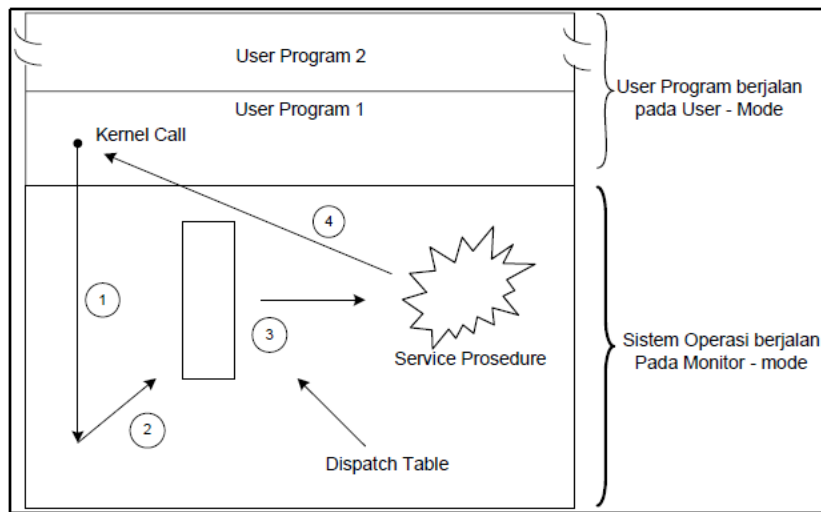 User Program 2
User Program 1
Kernel Call
User Program berjalan
pada User - Mode
4
1
3
2
Service Prosedure
Dispatch Table
Sistem Operasi berjalan
Pada Monitor - mode